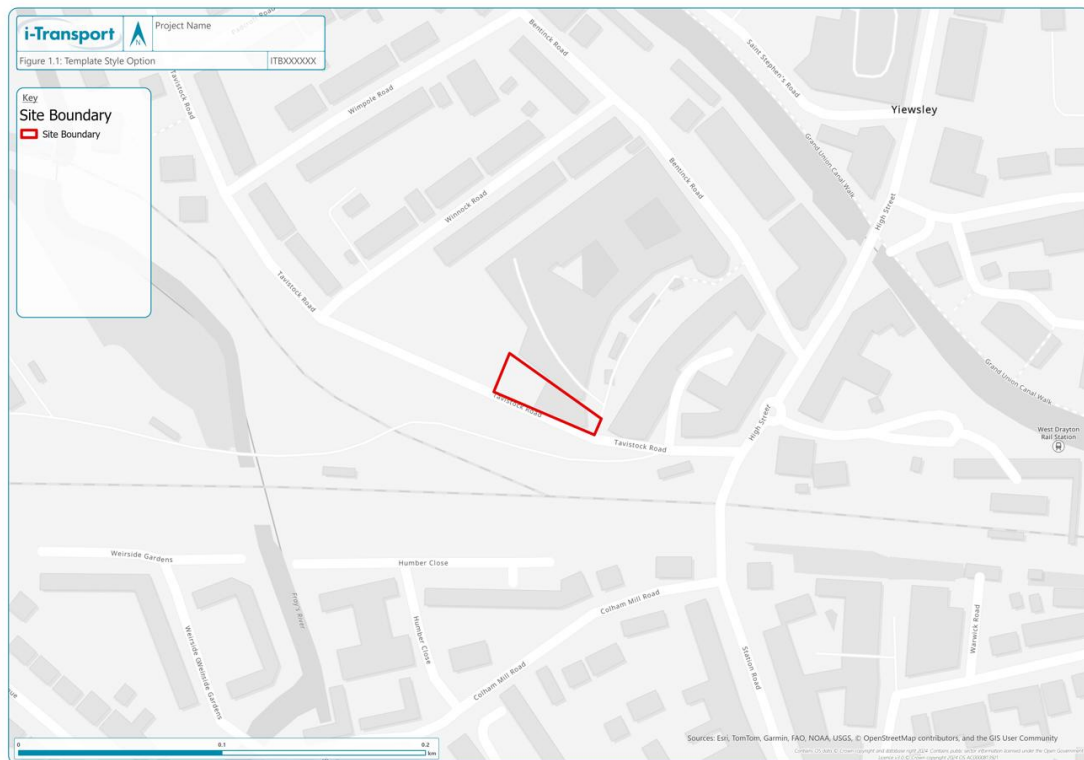 i-Transport
N
Project Name
Figure 1.1: Template Style Option
ITBXXXXXX
Key
Site Boundary
Site Boundary
Bentinck Road
Saint Stephen's Road
Yiewsley
Tavistock Road
Wimpole Road
Grand Union Canal Walk
Bentinck Road
Winnock Road
High Street
Tavistock Road
Grand Union Canal Walk
Tavistock Road
High Street
West Drayton
Rail Station
Tavistock Road
Weirside Gardens
Humber Close
Colham Mill Road
Warwick Road
Humber Close
Station Road
Weirside Gardens
Colham Mill Road
0
0.1
0.2
km
Sources: Esri, TomTom, Garmin, FAO, NOAA, USGS, © OpenStreetMap contributors, and the GIS User Community